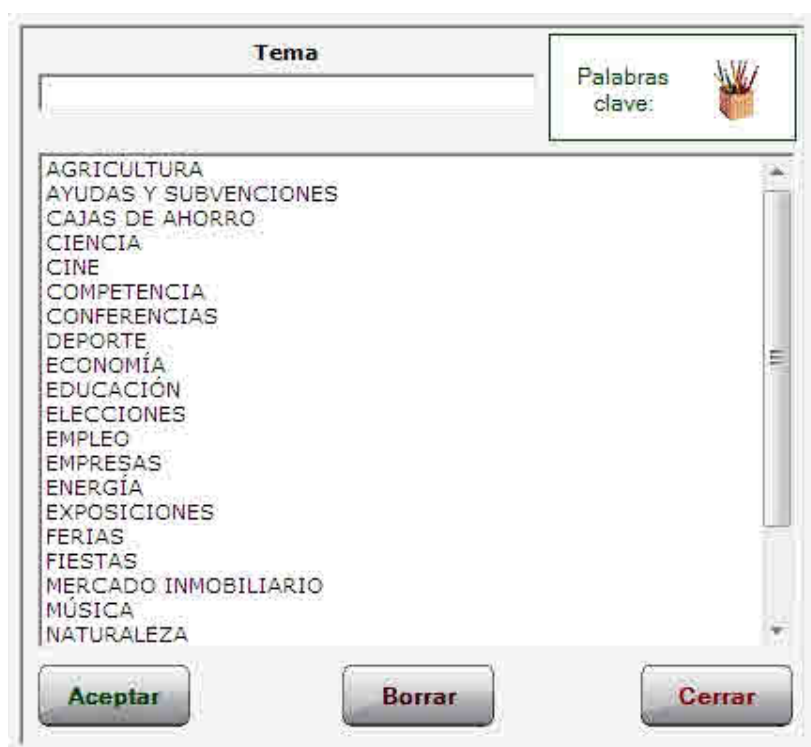 Tema
Palabras
clave:
AGRICULTURA
AYUDAS Y SUBVENCIONES
CAJAS DE AHORRO
CIENCIA
CINE
COMPETENCIA
CONFERENCIAS
DEPORTE
ECONOMÍA
EDUCACIÓN
ELECCIONES
EMPLEO
EMPRESAS
ENERGÍA
EXPOSICIONES
FERIAS
FIESTAS
MERCADO INMOBILIARIO
MÚSICA
NATURALEZA
Aceptar Borrar Cerrar